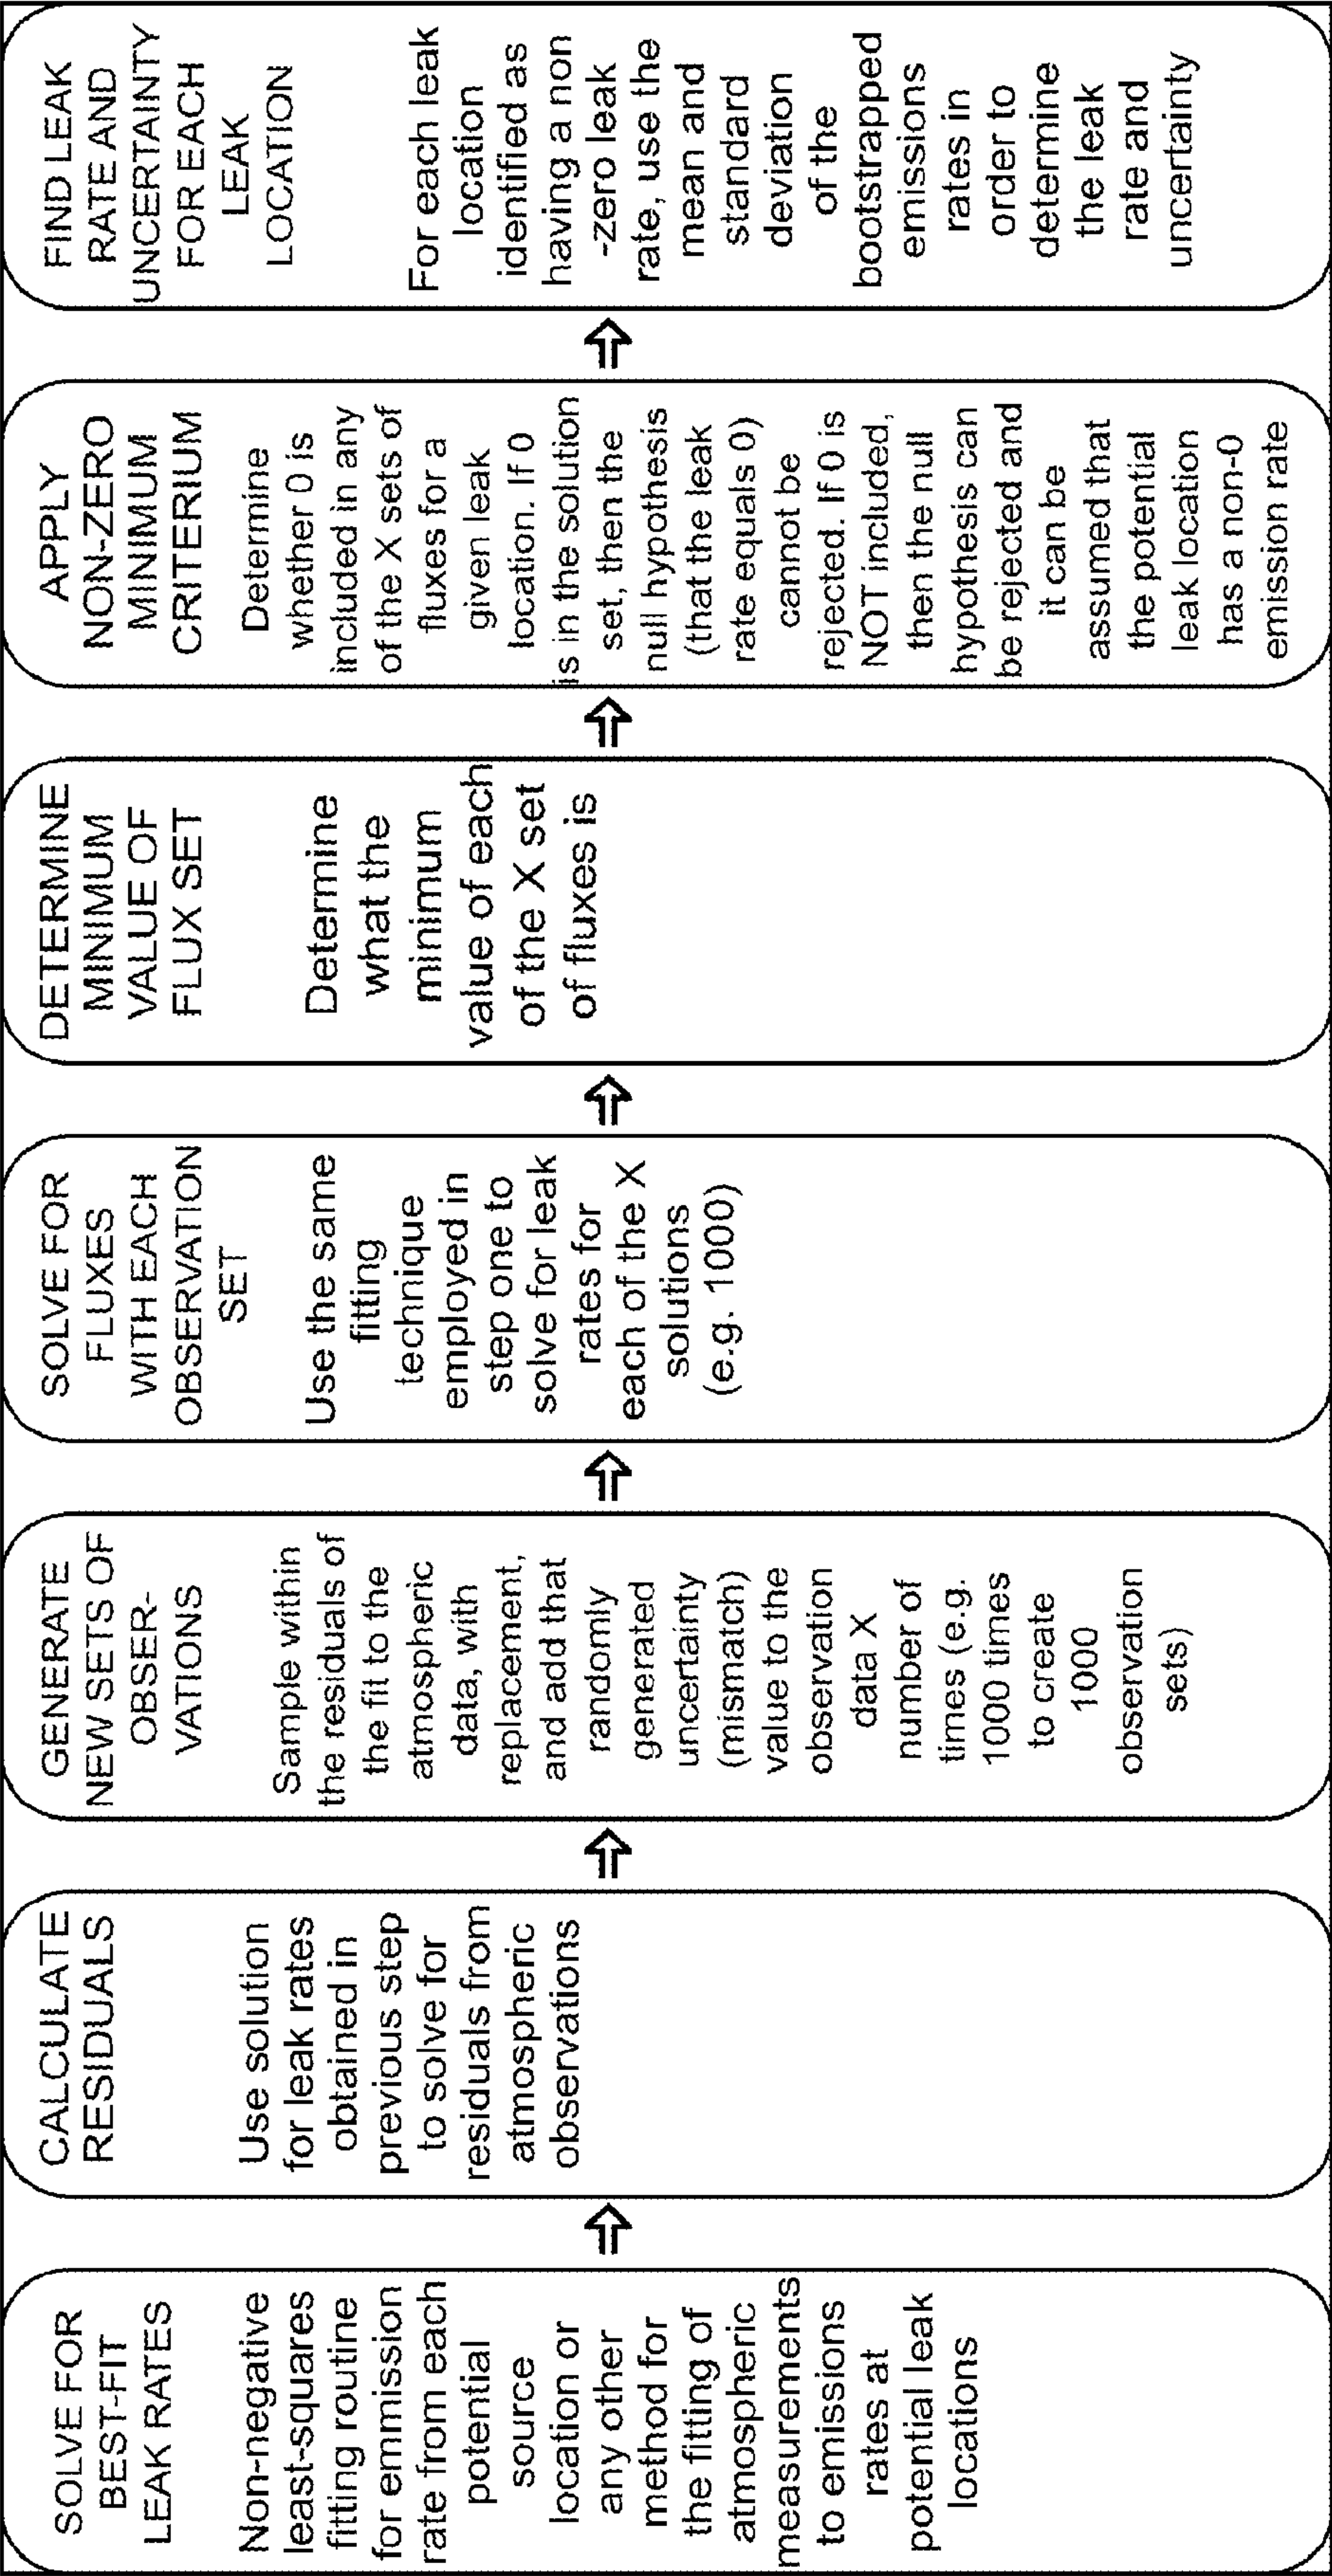 SOLVE FOR
BEST-FIT
LEAK RATES
Non-negative
least-squares
fitting routine
for emmission
rate from each
potential
source
location or
any other
method for
the fitting of
atmospheric
measurements
to emissions
rates at
potential leak
locations
CALCULATE
RESIDUALS
Use solution
for leak rates
obtained in
previous step
to solve for
residuals from
atmospheric
observations
GENERATE
NEW SETS OF
OBSER-
VATIONS
Sample within
the residuals of
the fit to the
atmospheric
data, with
replacement,
and add that
randomly
generated
uncertainty
(mismatch)
value to the
observation
data X
number of
times (e.g.
1000 times
to create
1000
observation
sets)
SOLVE FOR
FLUXES
WITH EACH
OBSERVATION
SET
Use the same
fitting
technique
employed in
step one to
solve for leak
rates for
each of the X
solutions
(e.g. 1000)
DETERMINE
MINIMUM
VALUE OF
FLUX SET
Determine
what the
minimum
value of each
of the X set
of fluxes is
APPLY
NON-ZERO
MINIMUM
CRITERIUM
Determine
whether 0 is
included in any
of the X sets of
fluxes for a
given leak
location. If 0
is in the solution
set, then the
null hypothesis
(that the leak
rate equals 0)
cannot be
rejected. If 0 is
NOT included,
then the null
hypothesis can
be rejected and
it can be
assumed that
the potential
leak location
has a non-0
emission rate
FIND LEAK
RATE AND
UNCERTAINTY
FOR EACH
LEAK
LOCATION
For each leak
location
identified as
having a non
-zero leak
rate, use the
mean and
standard
deviation
of the
bootstrapped
emissions
rates in
order to
determine
the leak
rate and
uncertainty